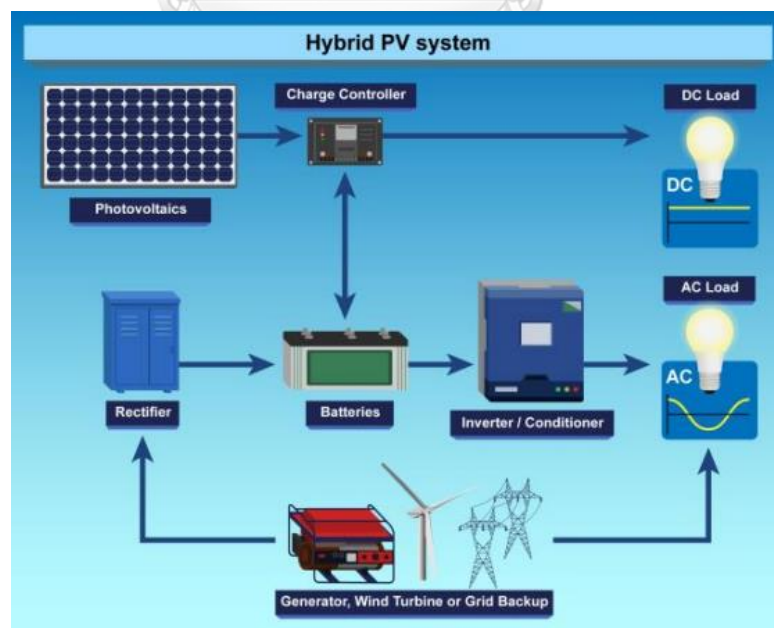 Hybrid PV system
Charge Controller
DC Load
DC
Photovoltaics
AC Load
AC
Rectifier
Batteries
Inverter / Conditioner
Generator, Wind Turbine or Grid Backup